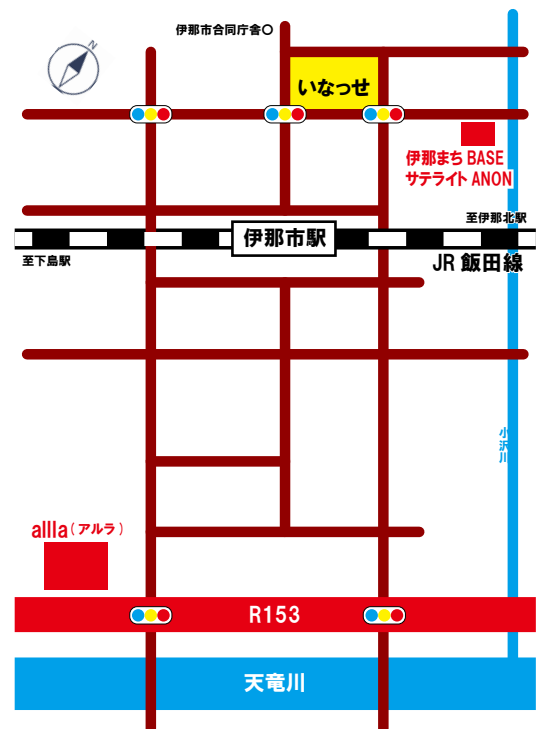 伊那市合同庁舎○
N
いなっせ
伊那まち BASE
サテライト ANON
至伊那北駅
伊那市駅
至下島駅
JR 飯田線
小沢川
allla(アルラ)
R153
天竜川